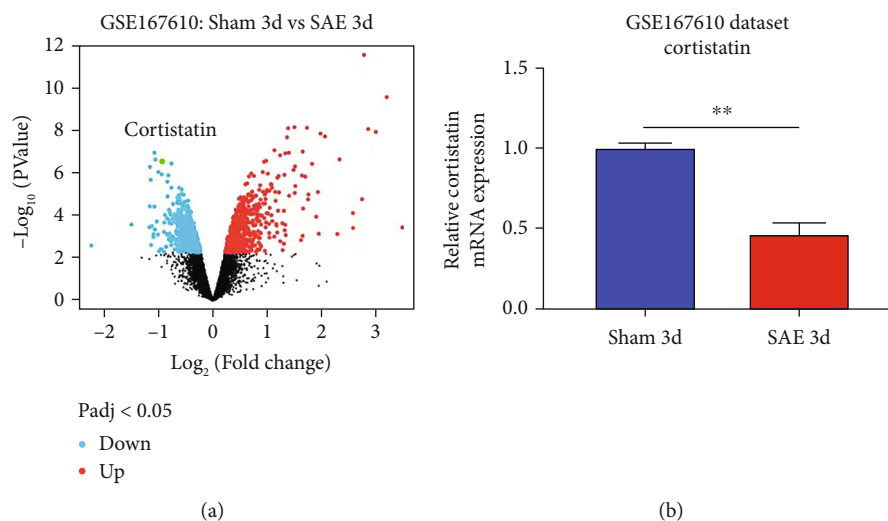 GSE167610: Sham 3d vs SAE 3d
12
10
8
6
4
2
0
Cortistatin
−Log₁₀ (PValue)
−2 −1 0 1 2 3
Log₂ (Fold change)
Padj < 0.05
Down
Up
(a)
GSE167610 dataset
cortistatin
1.5
1.0
0.5
0.0
**
Relative cortistatin
mRNA expression
Sham 3d SAE 3d
(b)